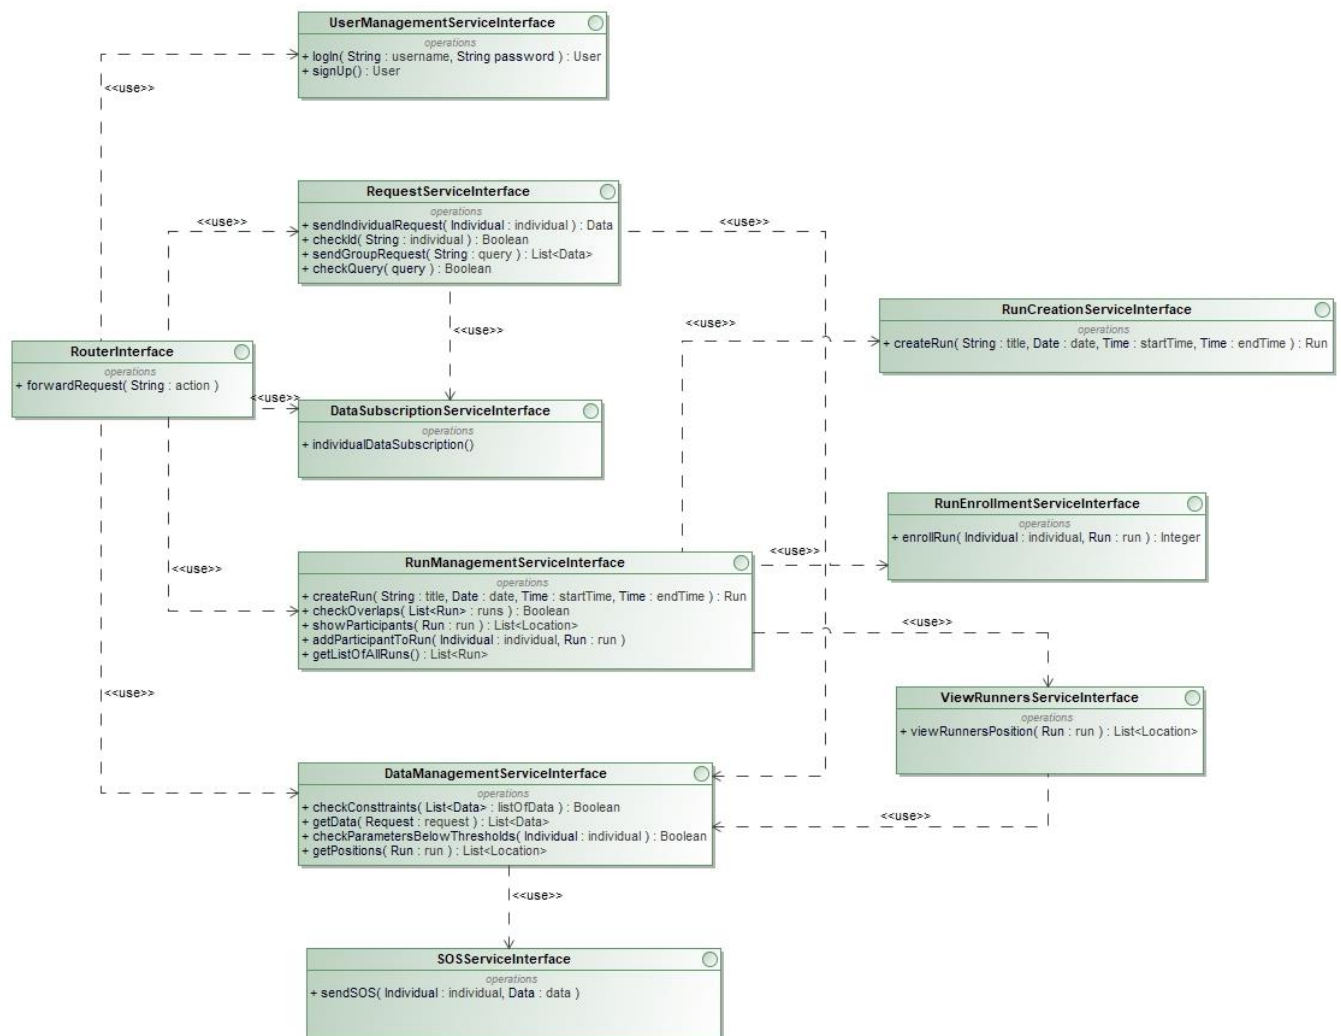 UserManagementServiceInterface
operations
+ logIn( String : username, String password ) : User
+ signUp() : User
<<use>>
RequestServiceInterface
operations
+ sendIndividualRequest( Individual : individual ) : Data
+ checkId( String : individual ) : Boolean
+ sendGroupRequest( String : query ) : List<Data>
+ checkQuery( query ) : Boolean
<<use>>
<<use>>
<<use>>
RunCreationServiceInterface
operations
+ createRun( String : title, Date : date, Time : startTime, Time : endTime ) : Run
<<use>>
RouterInterface
operations
+ forwardRequest( String : action )
<<use>>
DataSubscriptionServiceInterface
operations
+ individualDataSubscription()
RunEnrollmentServiceInterface
operations
+ enrollRun( Individual : individual, Run : run ) : Integer
<<use>>
<<use>>
RunManagementServiceInterface
operations
+ createRun( String : title, Date : date, Time : startTime, Time : endTime ) : Run
+ checkOverlaps( List<Run> : runs ) : Boolean
+ showParticipants( Run : run ) : List<Location>
+ addParticipantToRun( Individual : individual, Run : run )
+ getListOfAllRuns() : List<Run>
<<use>>
<<use>>
ViewRunnersServiceInterface
operations
+ viewRunnersPosition( Run : run ) : List<Location>
DataManagementServiceInterface
operations
+ checkConsttraints( List<Data> : listOfData ) : Boolean
+ getData( Request : request ) : List<Data>
+ checkParametersBelowThresholds( Individual : individual ) : Boolean
+ getPositions( Run : run ) : List<Location>
<<use>>
<<use>>
SOSServiceInterface
operations
+ sendSOS( Individual : individual, Data : data )